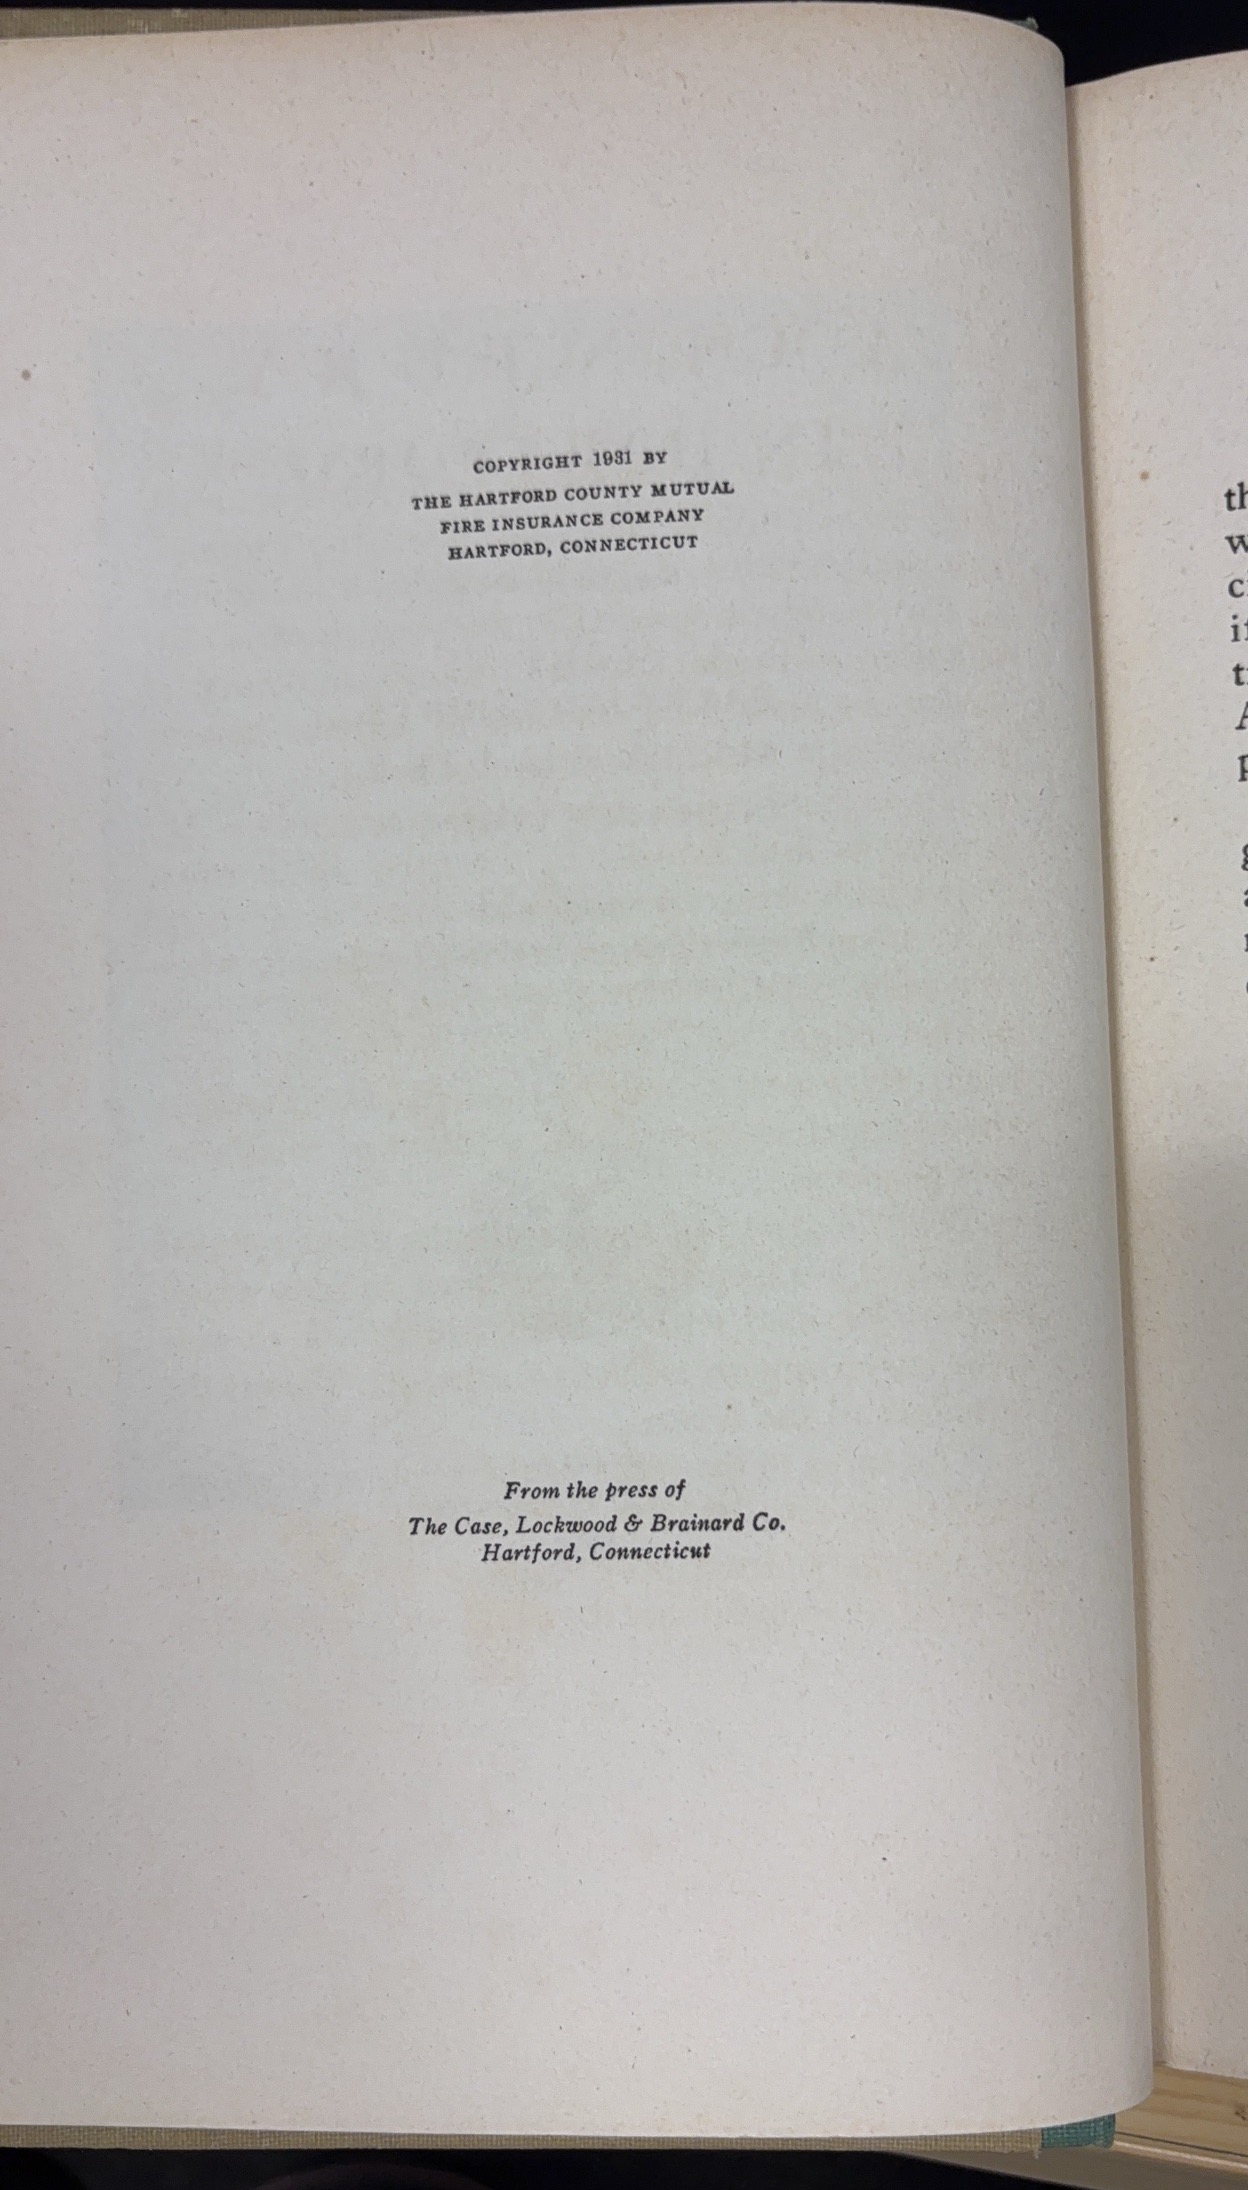 COPYRIGHT 1931 BY
THE HARTFORD COUNTY MUTUAL
FIRE INSURANCE COMPANY
HARTFORD, CONNECTICUT
From the press of
The Case, Lockwood & Brainard Co.
Hartford, Connecticut